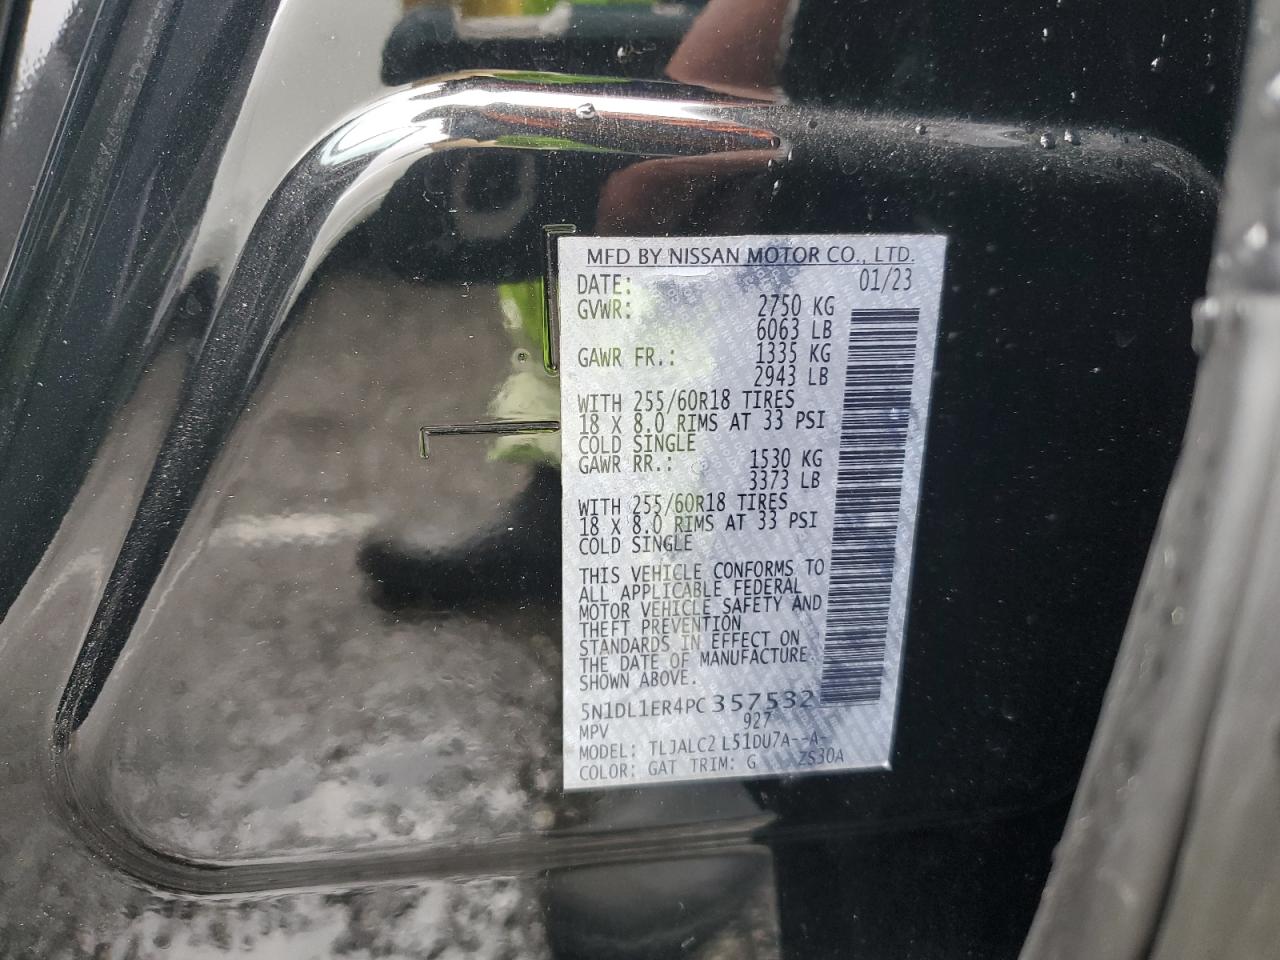 MFD BY NISSAN MOTOR CO., LTD.
DATE: 01/23
GVWR: 2750 KG
6063 LB
GAWR FR.: 1335 KG
2943 LB
WITH 255/60R18 TIRES
18 X 8.0 RIMS AT 33 PSI
COLD SINGLE
GAWR RR.: 1530 KG
3373 LB
WITH 255/60R18 TIRES
18 X 8.0 RIMS AT 33 PSI
COLD SINGLE
THIS VEHICLE CONFORMS TO
ALL APPLICABLE FEDERAL
MOTOR VEHICLE SAFETY AND
THEFT PREVENTION
STANDARDS IN EFFECT ON
THE DATE OF MANUFACTURE
SHOWN ABOVE.
5N1DL1ER4PC357532
MPV 927
MODEL: TLJALC2 L51DU7A--A-
COLOR: GAT TRIM: G ZS30A